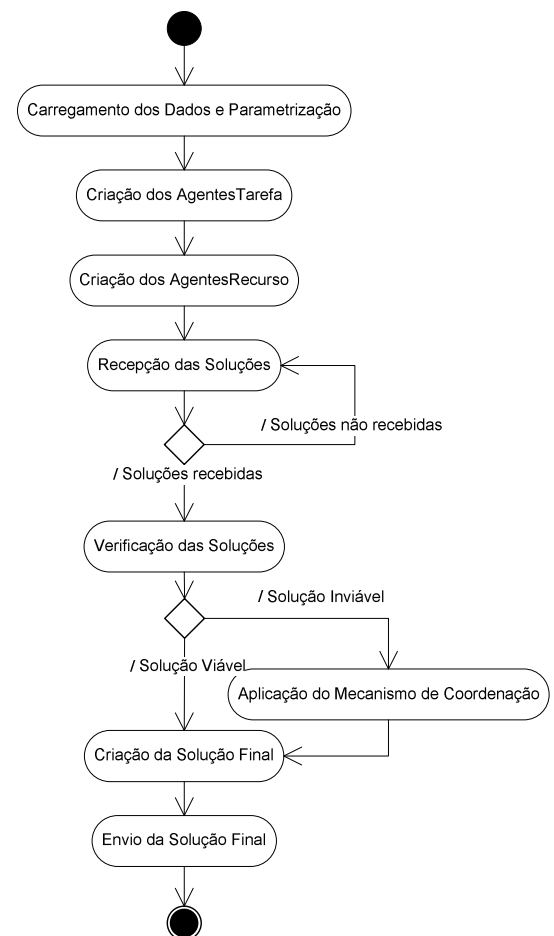 Carregamento dos Dados e Parametrização
Criação dos AgentesTarefa
Criação dos AgentesRecurso
Recepção das Soluções
/ Soluções não recebidas
/ Soluções recebidas
Verificação das Soluções
/ Solução Inviável
/ Solução Viável
Aplicação do Mecanismo de Coordenação
Criação da Solução Final
Envio da Solução Final